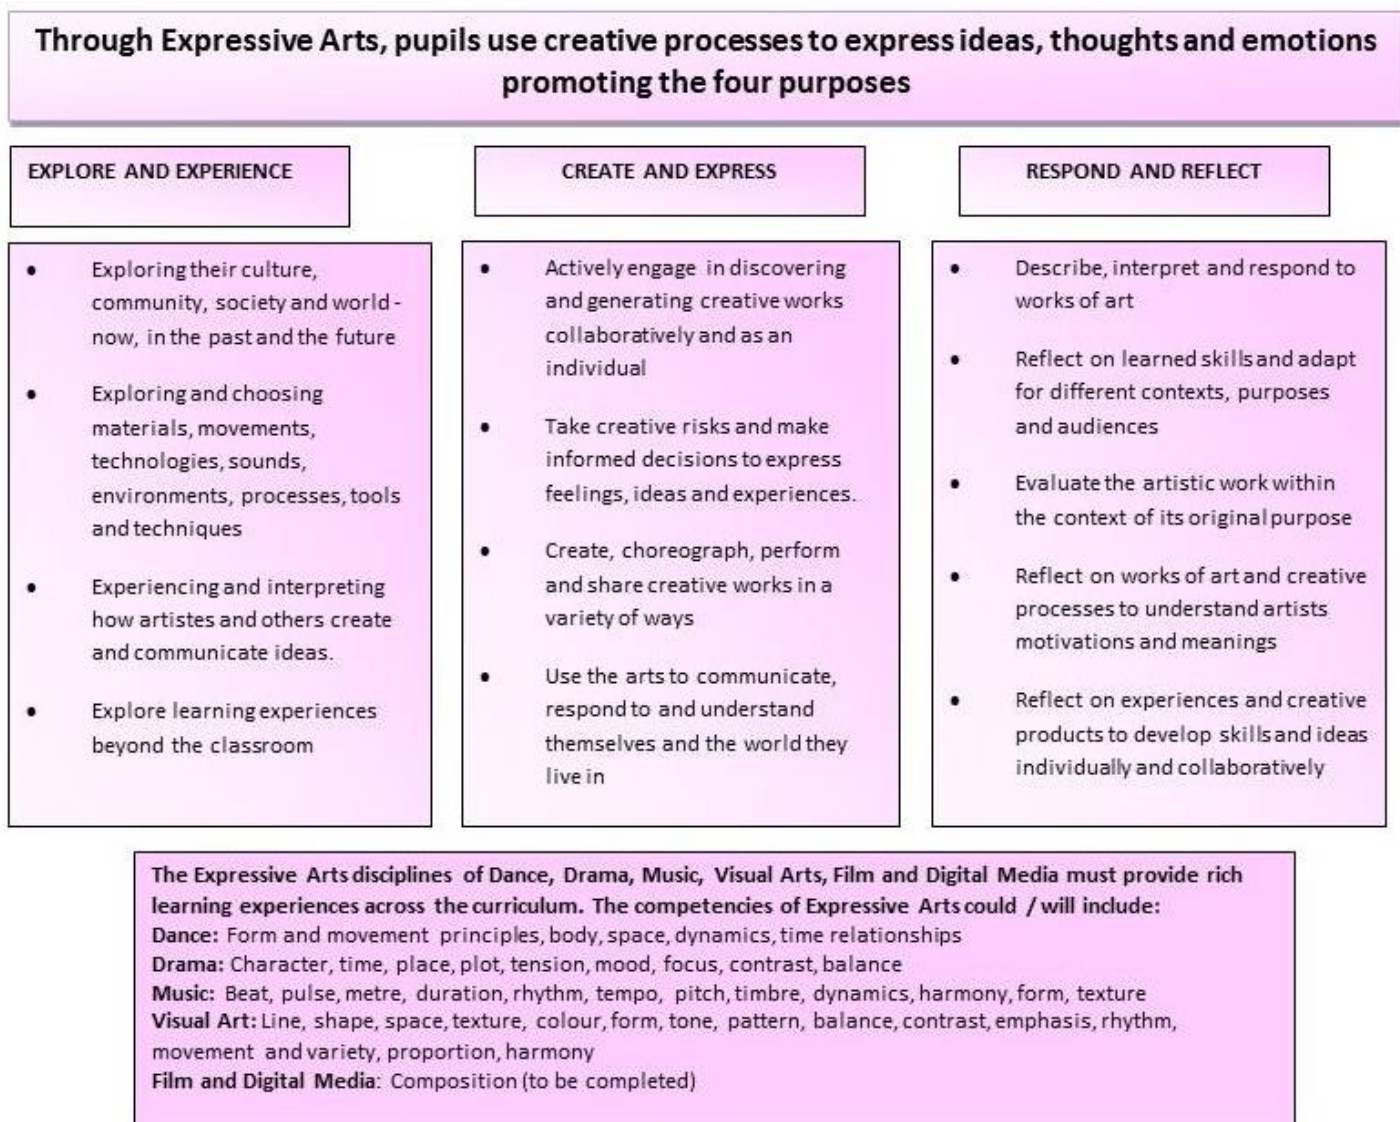 Through Expressive Arts, pupils use creative processes to express ideas, thoughts and emotions
promoting the four purposes
EXPLORE AND EXPERIENCE
• Exploring their culture,
community, society and world -
now, in the past and the future
• Exploring and choosing
materials, movements,
technologies, sounds,
environments, processes, tools
and techniques
• Experiencing and interpreting
how artistes and others create
and communicate ideas.
• Explore learning experiences
beyond the classroom
CREATE AND EXPRESS
• Actively engage in discovering
and generating creative works
collaboratively and as an
individual
• Take creative risks and make
informed decisions to express
feelings, ideas and experiences.
• Create, choreograph, perform
and share creative works in a
variety of ways
• Use the arts to communicate,
respond to and understand
themselves and the world they
live in
RESPOND AND REFLECT
• Describe, interpret and respond to
works of art
• Reflect on learned skills and adapt
for different contexts, purposes
and audiences
• Evaluate the artistic work within
the context of its original purpose
• Reflect on works of art and creative
processes to understand artists
motivations and meanings
• Reflect on experiences and creative
products to develop skills and ideas
individually and collaboratively
The Expressive Arts disciplines of Dance, Drama, Music, Visual Arts, Film and Digital Media must provide rich
learning experiences across the curriculum. The competencies of Expressive Arts could / will include:
Dance: Form and movement principles, body, space, dynamics, time relationships
Drama: Character, time, place, plot, tension, mood, focus, contrast, balance
Music: Beat, pulse, metre, duration, rhythm, tempo, pitch, timbre, dynamics, harmony, form, texture
Visual Art: Line, shape, space, texture, colour, form, tone, pattern, balance, contrast, emphasis, rhythm,
movement and variety, proportion, harmony
Film and Digital Media: Composition (to be completed)